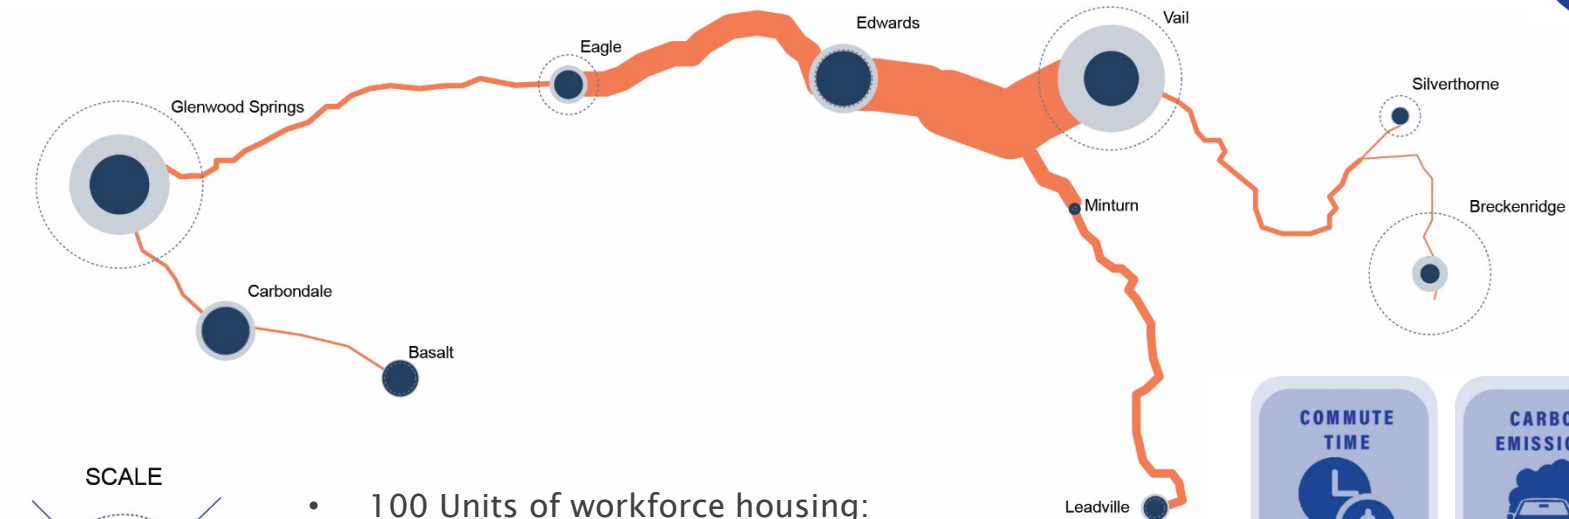 Vail
Edwards
Eagle
Silverthorne
Glenwood Springs
Minturn
Breckenridge
Carbondale
Basalt
COMMUTE
TIME
SCALE
• 100 Units of workforce housing:
Leadville